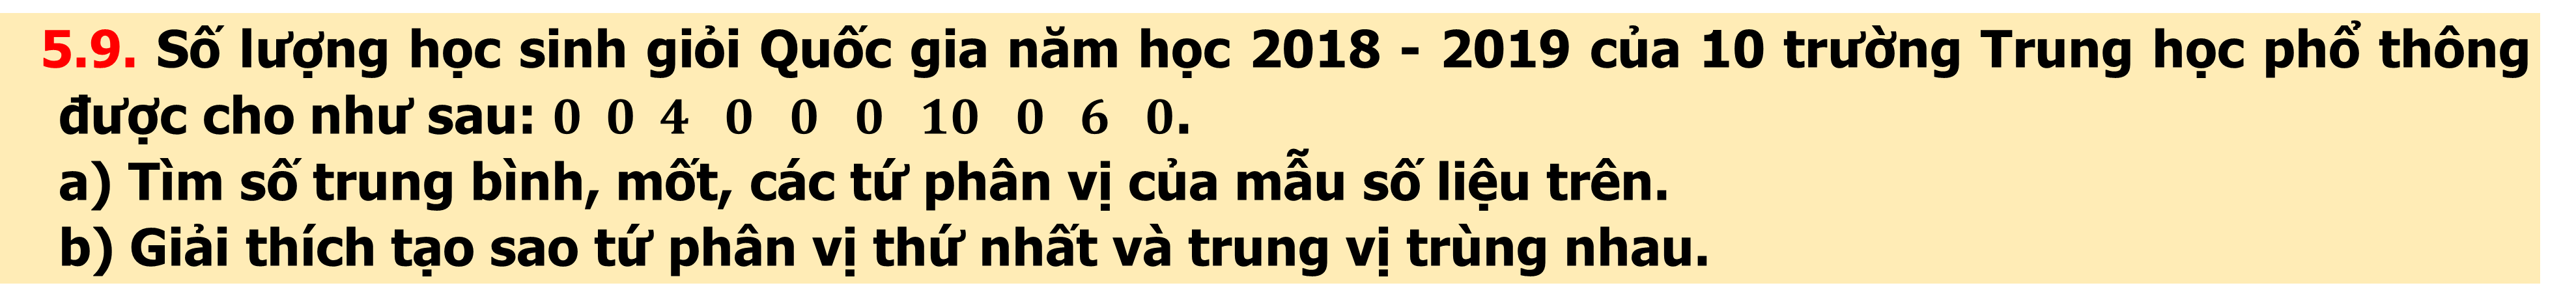 5.9. Số lượng học sinh giỏi Quốc gia năm học 2018 - 2019 của 10 trường Trung học phổ thông
được cho như sau: 0 0 4 0 0 0 10 0 6 0.
a) Tìm số trung bình, mốt, các tứ phân vị của mẫu số liệu trên.
b) Giải thích tạo sao tứ phân vị thứ nhất và trung vị trùng nhau.